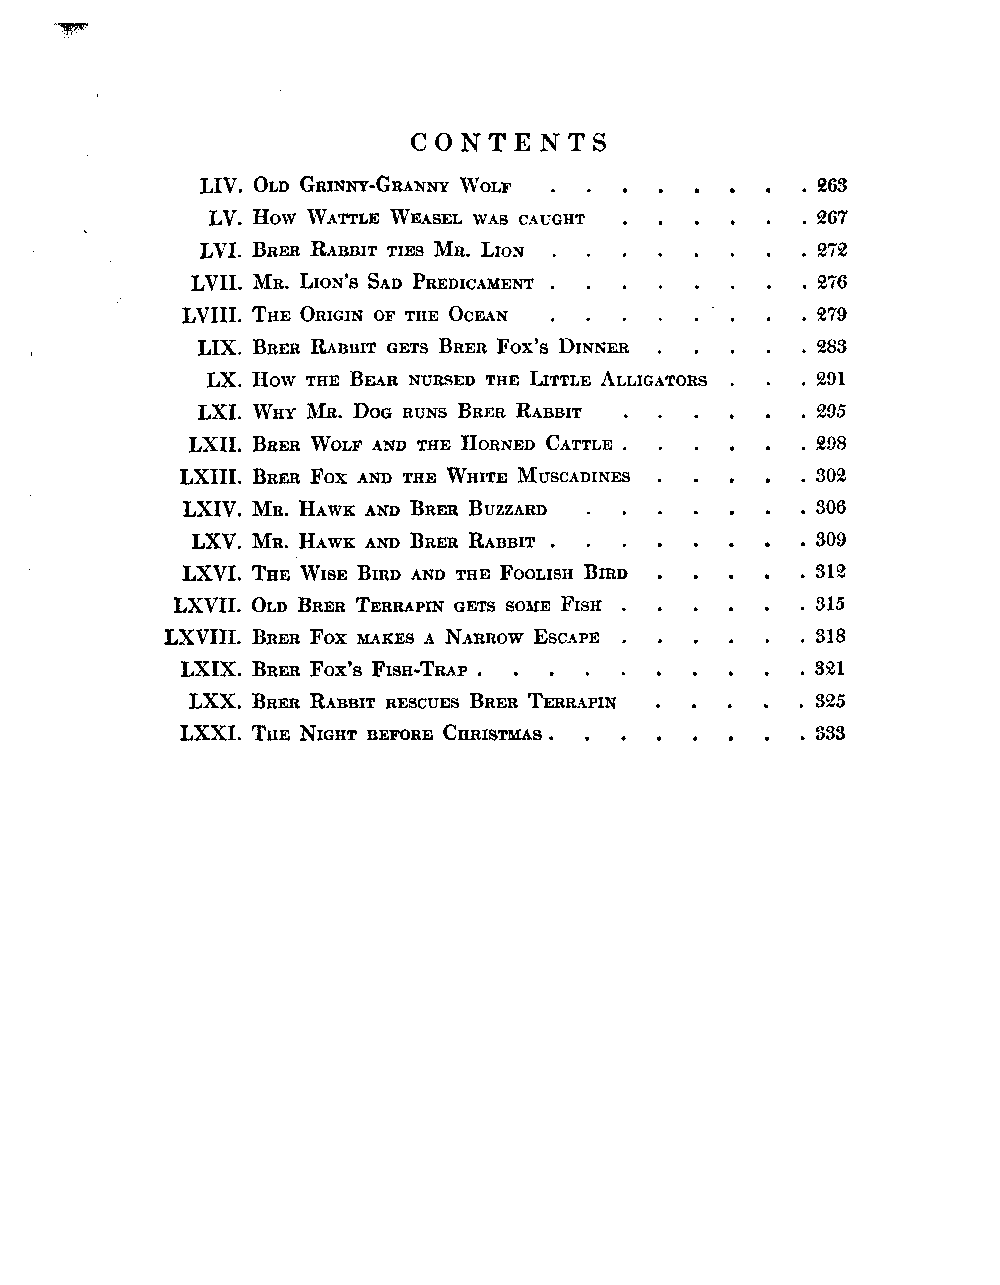 CONTENTS
LIV. Old Grinny-Granny Wolf . . . . . . . . 263
LV. How Wattle Weasel was caught . . . . . . 267
LVI. Brer Rabbit ties Mr. Lion . . . . . . . . 272
LVII. Mr. Lion's Sad Predicament . . . . . . . . 276
LVIII. The Origin of the Ocean . . . . . . . . 279
LIX. Brer Rabbit gets Brer Fox's Dinner . . . . . 283
LX. How the Bear nursed the Little Alligators . . . 291
LXI. Why Mr. Dog runs Brer Rabbit . . . . . . 295
LXII. Brer Wolf and the Horned Cattle . . . . . . 298
LXIII. Brer Fox and the White Muscadines . . . . . 302
LXIV. Mr. Hawk and Brer Buzzard . . . . . . . 306
LXV. Mr. Hawk and Brer Rabbit . . . . . . . . 309
LXVI. The Wise Bird and the Foolish Bird . . . . . 312
LXVII. Old Brer Terrapin gets some Fish . . . . . . 315
LXVIII. Brer Fox makes a Narrow Escape . . . . . . 318
LXIX. Brer Fox's Fish-Trap . . . . . . . . . . 321
LXX. Brer Rabbit rescues Brer Terrapin . . . . . 325
LXXI. The Night before Christmas . . . . . . . . 333